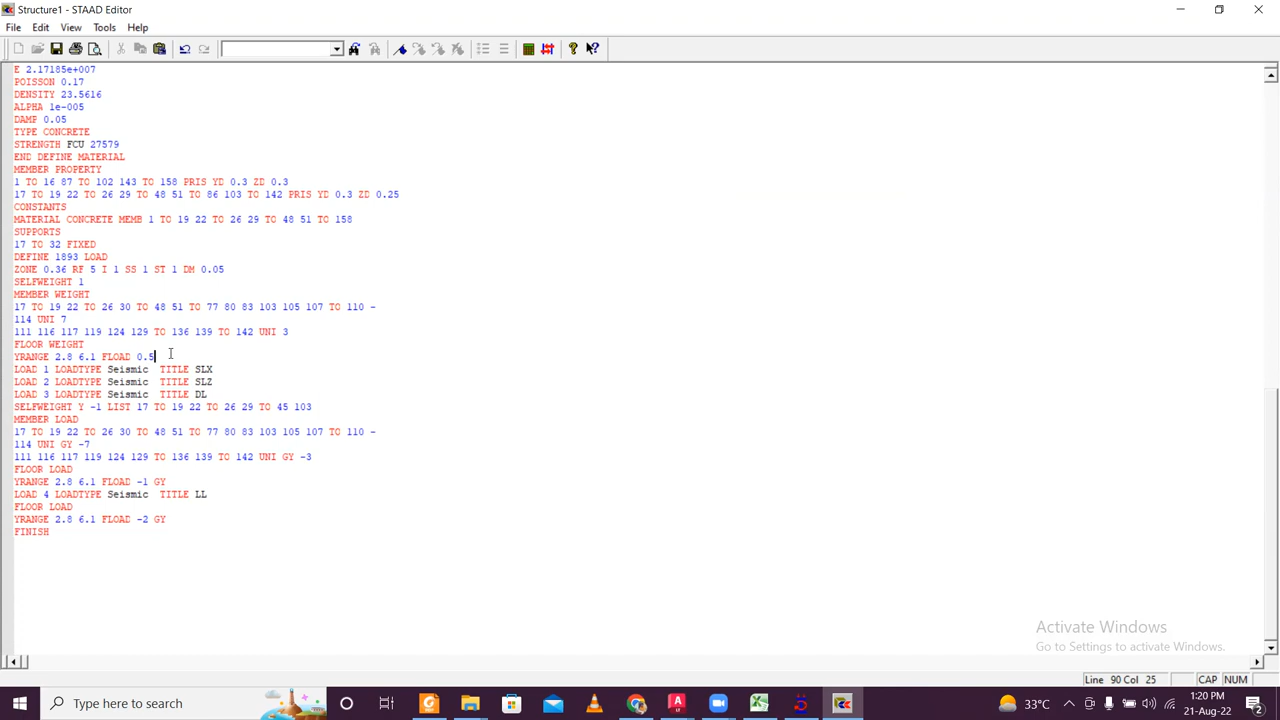 Structure1 - STAAD Editor
File Edit View Tools Help
E 2.17185e+007
POISSON 0.17
DENSITY 23.5616
ALPHA 1e-005
DAMP 0.05
TYPE CONCRETE
STRENGTH FCU 27579
END DEFINE MATERIAL
MEMBER PROPERTY
1 TO 16 87 TO 102 143 TO 158 PRIS YD 0.3 ZD 0.3
17 TO 19 22 TO 26 29 TO 48 51 TO 86 103 TO 142 PRIS YD 0.3 ZD 0.25
CONSTANTS
MATERIAL CONCRETE MEMB 1 TO 19 22 TO 26 29 TO 48 51 TO 158
SUPPORTS
17 TO 32 FIXED
DEFINE 1893 LOAD
ZONE 0.36 RF 5 I 1 SS 1 ST 1 DM 0.05
SELFWEIGHT 1
MEMBER WEIGHT
17 TO 19 22 TO 26 30 TO 48 51 TO 77 80 83 103 105 107 TO 110 -
114 UNI 7
111 116 117 119 124 129 TO 136 139 TO 142 UNI 3
FLOOR WEIGHT
YRANGE 2.8 6.1 FLOAD 0.5
LOAD 1 LOADTYPE Seismic TITLE SLX
LOAD 2 LOADTYPE Seismic TITLE SLZ
LOAD 3 LOADTYPE Seismic TITLE DL
SELFWEIGHT Y -1 LIST 17 TO 19 22 TO 26 29 TO 45 103
MEMBER LOAD
17 TO 19 22 TO 26 30 TO 48 51 TO 77 80 83 103 105 107 TO 110 -
114 UNI GY -7
111 116 117 119 124 129 TO 136 139 TO 142 UNI GY -3
FLOOR LOAD
YRANGE 2.8 6.1 FLOAD -1 GY
LOAD 4 LOADTYPE Seismic TITLE LL
FLOOR LOAD
YRANGE 2.8 6.1 FLOAD -2 GY
FINISH
Activate Windows
Go to Settings to activate Windows.
Line 90 Col 25 CAP NUM
Type here to search
33°C
1:20 PM
21-Aug-22
2